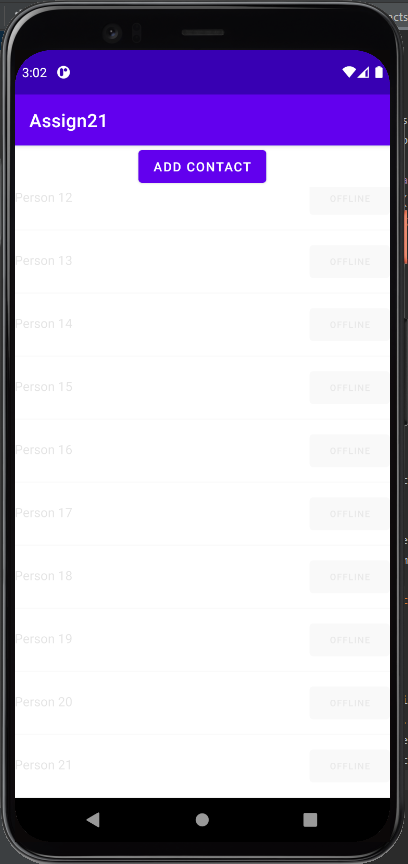 acts
3:02
Assign21
ADD CONTACT
Person 12 OFFLINE
Person 13 OFFLINE
Person 14 OFFLINE
Person 15 OFFLINE
Person 16 OFFLINE
Person 17 OFFLINE
Person 18 OFFLINE
Person 19 OFFLINE
Person 20 OFFLINE
Person 21 OFFLINE